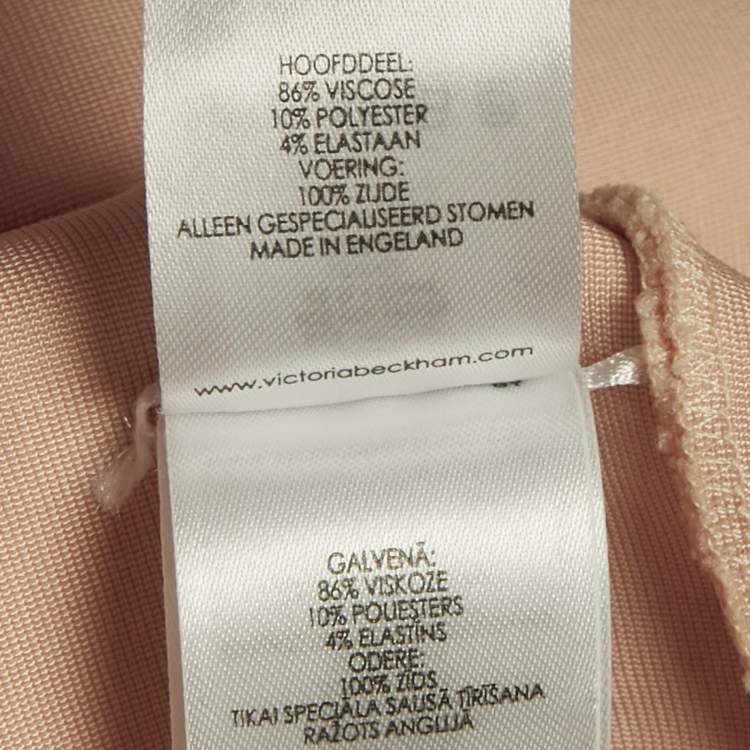 HOOFDDEEL:
86% VISCOSE
10% POLYESTER
4% ELASTAAN
VOERING:
100% ZIJDE
ALLEEN GESPECIALISEERD STOMEN
MADE IN ENGELAND
www.victoriabeckham.com
GALVENĀ:
86% VISKOZE
10% POLIESTERS
4% ELASTĪNS
ODERE:
100% ZĪDS
TIKAI SPECIĀLA SAUSĀ TĪRĪŠANA
RAŽOTS ANGLIJĀ